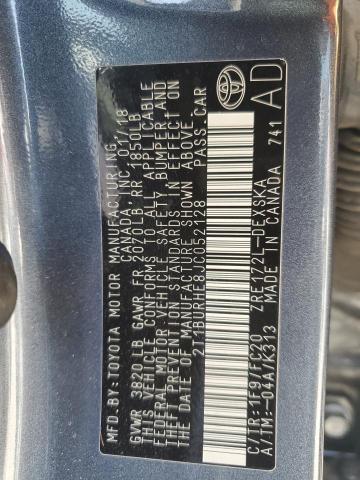 MFD BY: TOYOTA MOTOR MANUFACTURING
CANADA INC 01/18
GVWR 3820 LB GAWR FR 2070LB RR 1850LB
THIS VEHICLE CONFORMS TO ALL APPLICABLE
FEDERAL MOTOR VEHICLE SAFETY, BUMPER, AND
THEFT PREVENTION STANDARDS IN EFFECT ON
THE DATE OF MANUFACTURE SHOWN ABOVE.
2T1BURHE8JC052128 PASS. CAR
C/TR: 1F9/FC20 ZRE172L-DEXSKA
A/TM: -04A/K313 MADE IN CANADA 741
AD